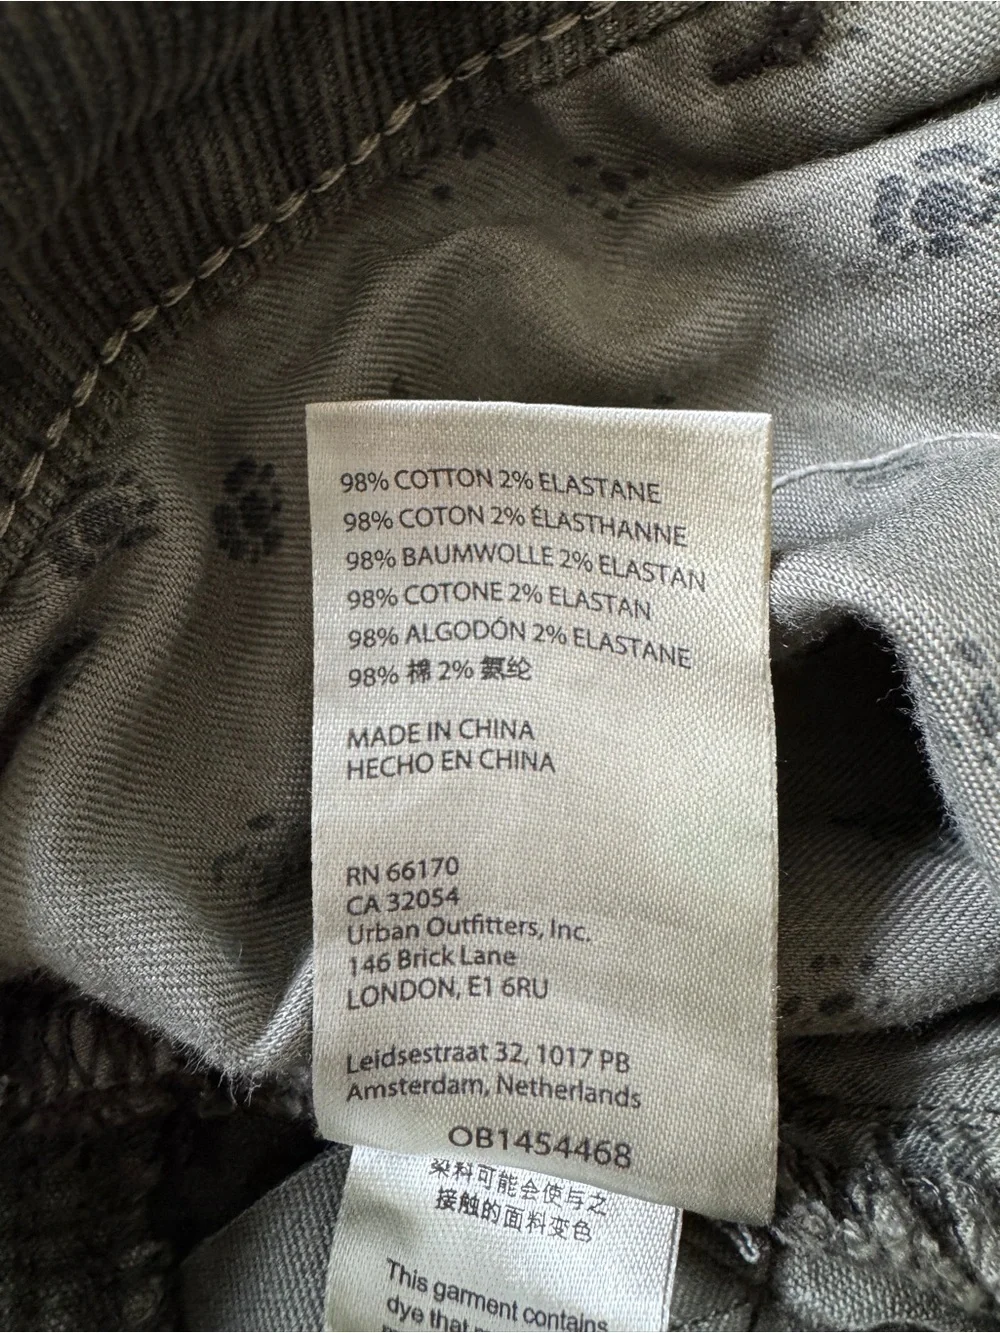 98% COTTON 2% ELASTANE
98% COTON 2% ÉLASTHANNE
98% BAUMWOLLE 2% ELASTAN
98% COTONE 2% ELASTAN
98% ALGODÓN 2% ELASTANE
98% 棉 2% 氨纶
MADE IN CHINA
HECHO EN CHINA
RN 66170
CA 32054
Urban Outfitters, Inc.
146 Brick Lane
LONDON, E1 6RU
Leidsestraat 32, 1017 PB
Amsterdam, Netherlands
OB1454468
染料可能会使与之
接触的面料变色
This garment contains
dye that